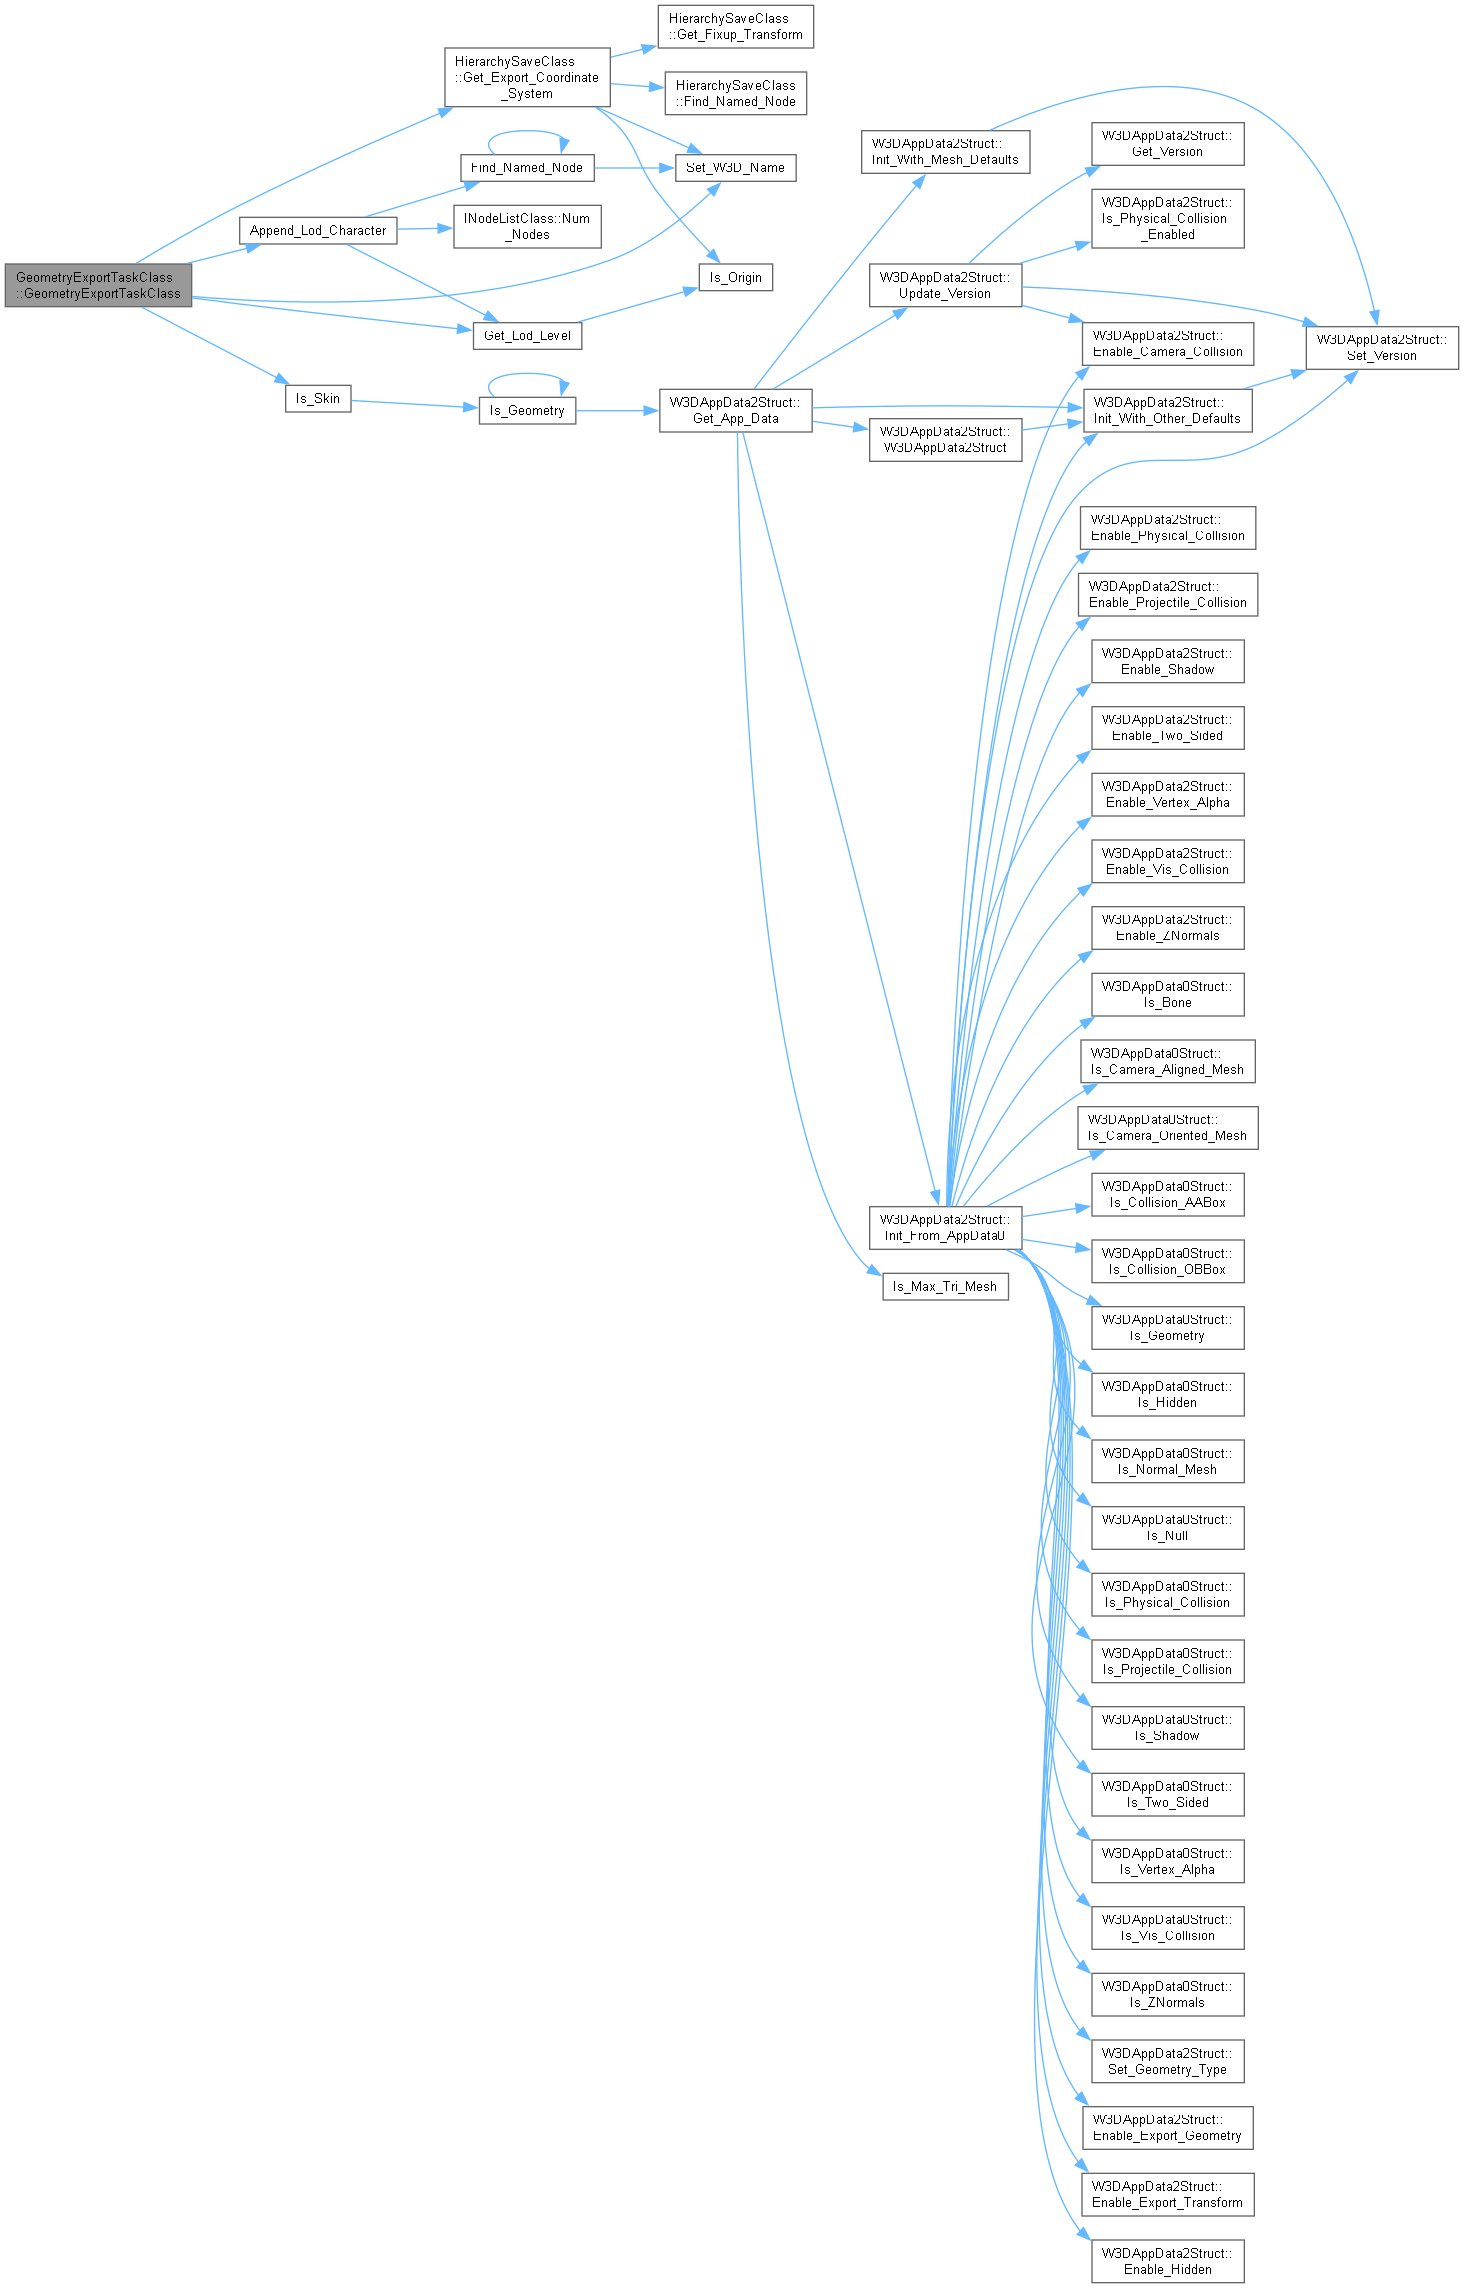 HierarchySaveClass
::Get_Fixup_Transform
HierarchySaveClass
::Get_Export_Coordinate
_System
HierarchySaveClass
::Find_Named_Node
W3DAppData2Struct::
Init_With_Mesh_Defaults
W3DAppData2Struct::
Get_Version
Find_Named_Node
Set_W3D_Name
W3DAppData2Struct::
Is_Physical_Collision
_Enabled
Append_Lod_Character
INodeListClass::Num
_Nodes
GeometryExportTaskClass
::GeometryExportTaskClass
Is_Origin
W3DAppData2Struct::
Update_Version
Get_Lod_Level
W3DAppData2Struct::
Enable_Camera_Collision
W3DAppData2Struct::
Set_Version
Is_Skin
Is_Geometry
W3DAppData2Struct::
Get_App_Data
W3DAppData2Struct::
Init_With_Other_Defaults
W3DAppData2Struct::
W3DAppData2Struct
W3DAppData2Struct::
Enable_Physical_Collision
W3DAppData2Struct::
Enable_Projectile_Collision
W3DAppData2Struct::
Enable_Shadow
W3DAppData2Struct::
Enable_Two_Sided
W3DAppData2Struct::
Enable_Vertex_Alpha
W3DAppData2Struct::
Enable_Vis_Collision
W3DAppData2Struct::
Enable_ZNormals
W3DAppData0Struct::
Is_Bone
W3DAppData0Struct::
Is_Camera_Aligned_Mesh
W3DAppData0Struct::
Is_Camera_Oriented_Mesh
W3DAppData0Struct::
Is_Collision_AABox
W3DAppData2Struct::
Init_From_AppData0
W3DAppData0Struct::
Is_Collision_OBBox
Is_Max_Tri_Mesh
W3DAppData0Struct::
Is_Geometry
W3DAppData0Struct::
Is_Hidden
W3DAppData0Struct::
Is_Normal_Mesh
W3DAppData0Struct::
Is_Null
W3DAppData0Struct::
Is_Physical_Collision
W3DAppData0Struct::
Is_Projectile_Collision
W3DAppData0Struct::
Is_Shadow
W3DAppData0Struct::
Is_Two_Sided
W3DAppData0Struct::
Is_Vertex_Alpha
W3DAppData0Struct::
Is_Vis_Collision
W3DAppData0Struct::
Is_ZNormals
W3DAppData2Struct::
Set_Geometry_Type
W3DAppData2Struct::
Enable_Export_Geometry
W3DAppData2Struct::
Enable_Export_Transform
W3DAppData2Struct::
Enable_Hidden